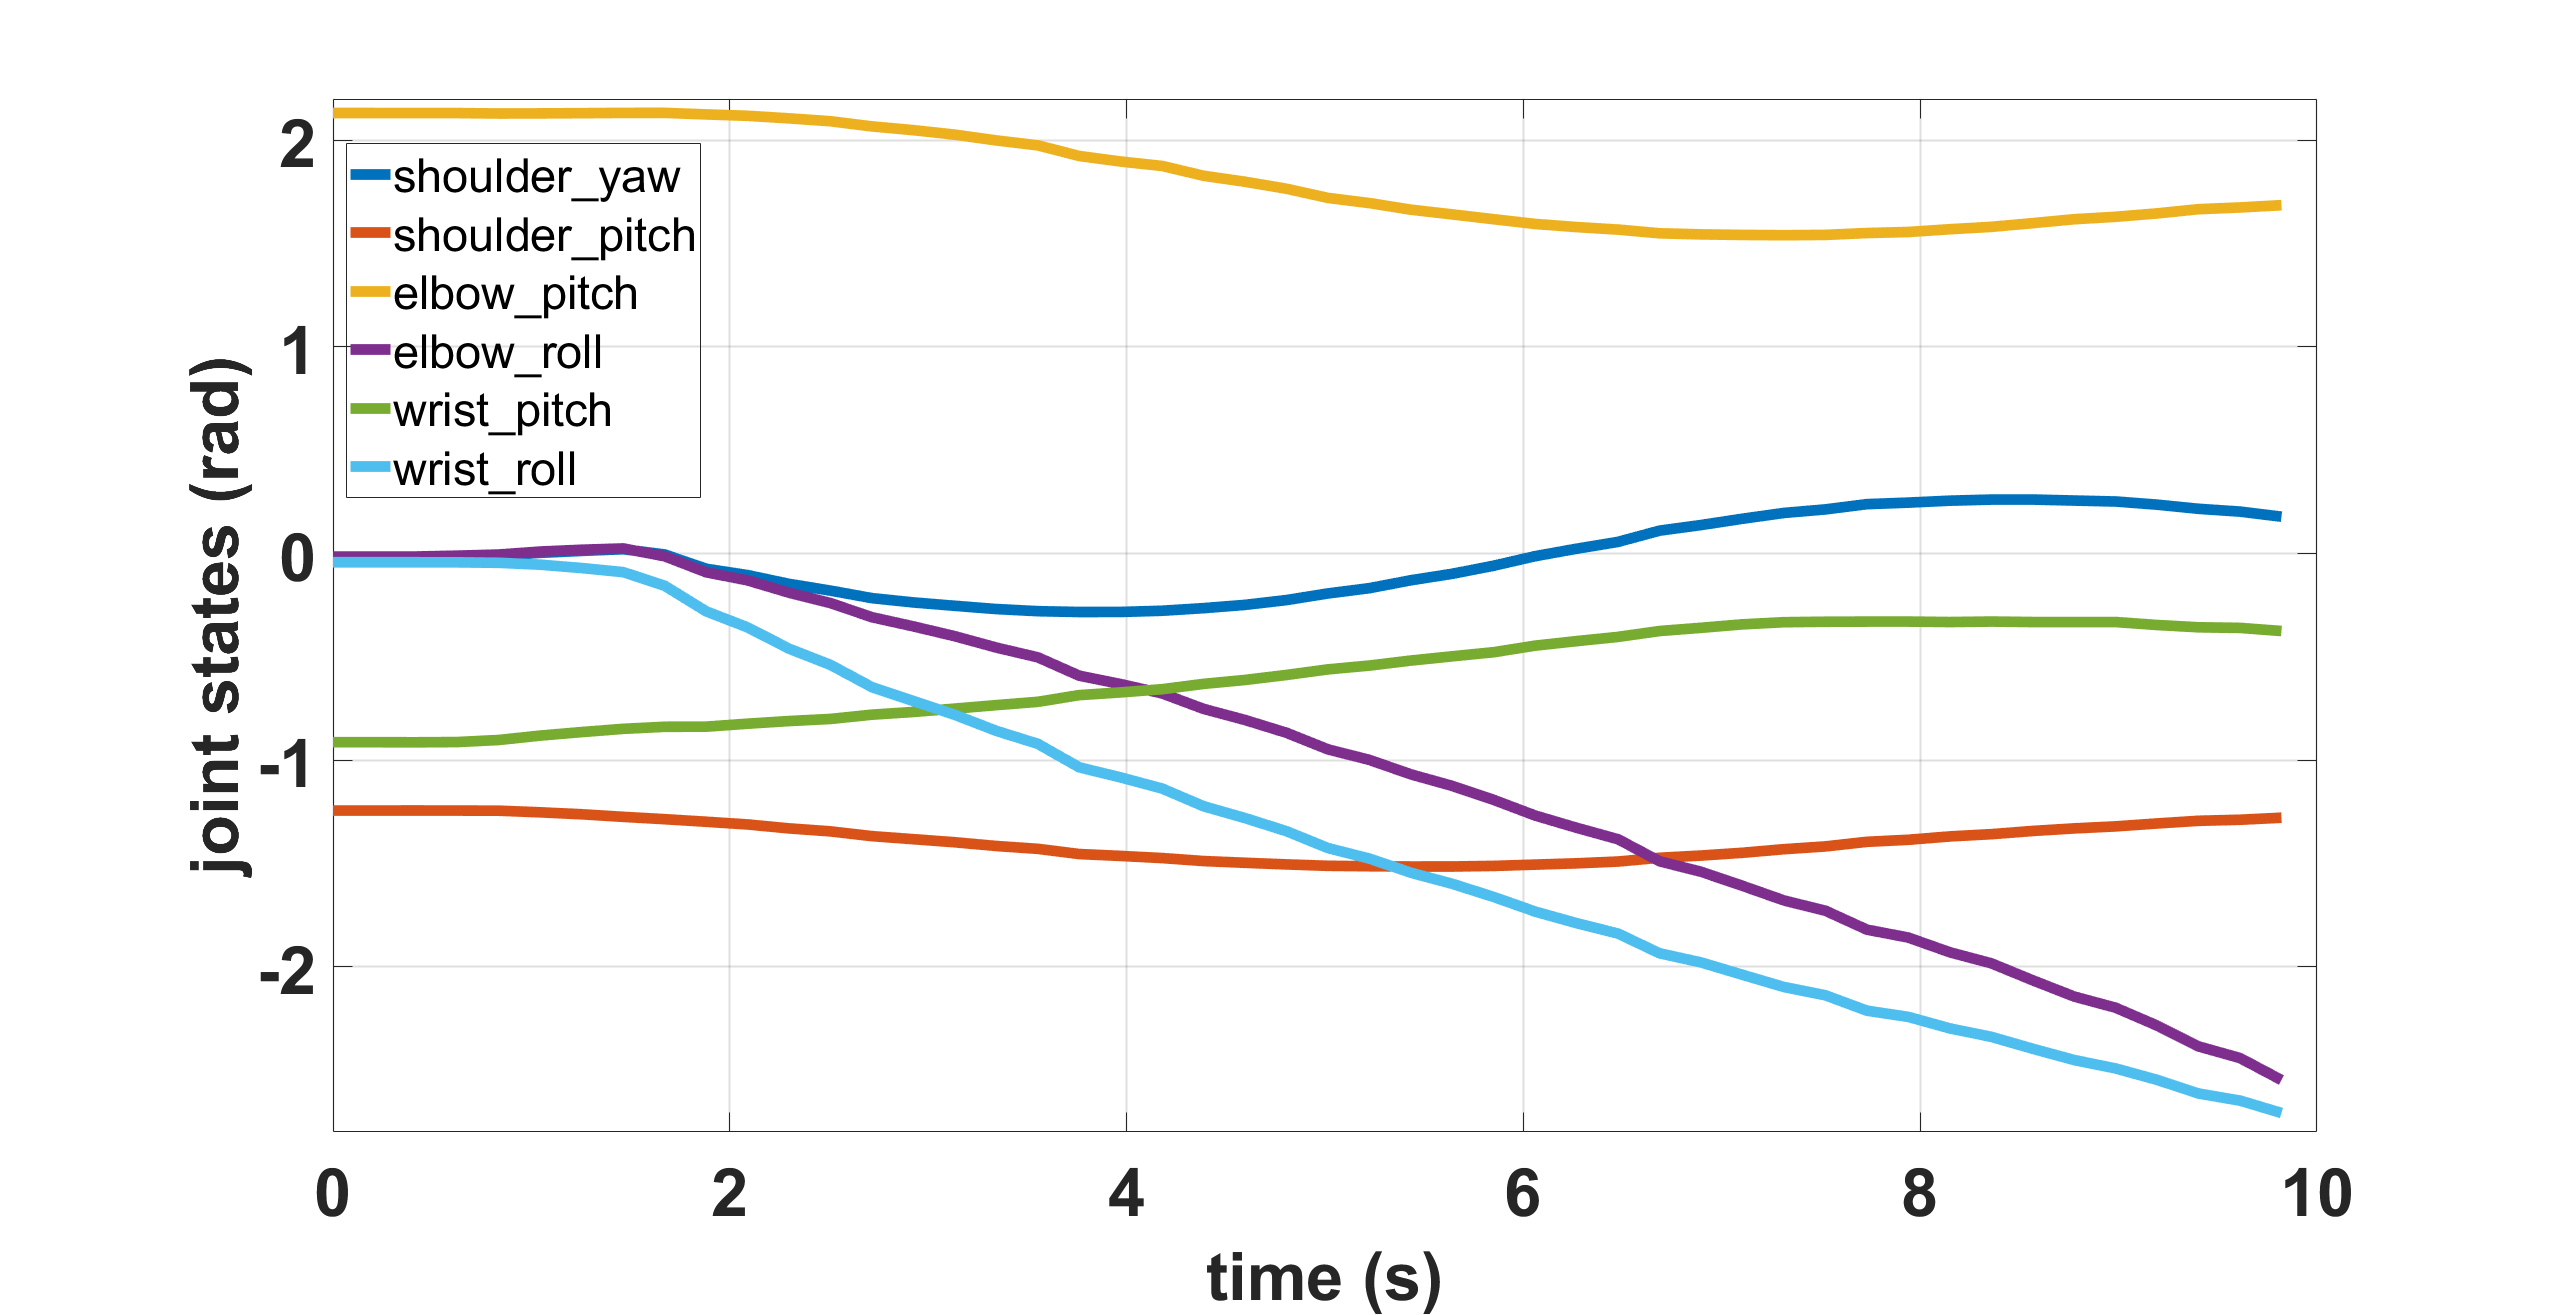 2
1
0
-1
-2
joint states (rad)
shoulder_yaw
shoulder_pitch
elbow_pitch
elbow_roll
wrist_pitch
wrist_roll
0 2 4 6 8 10
time (s)